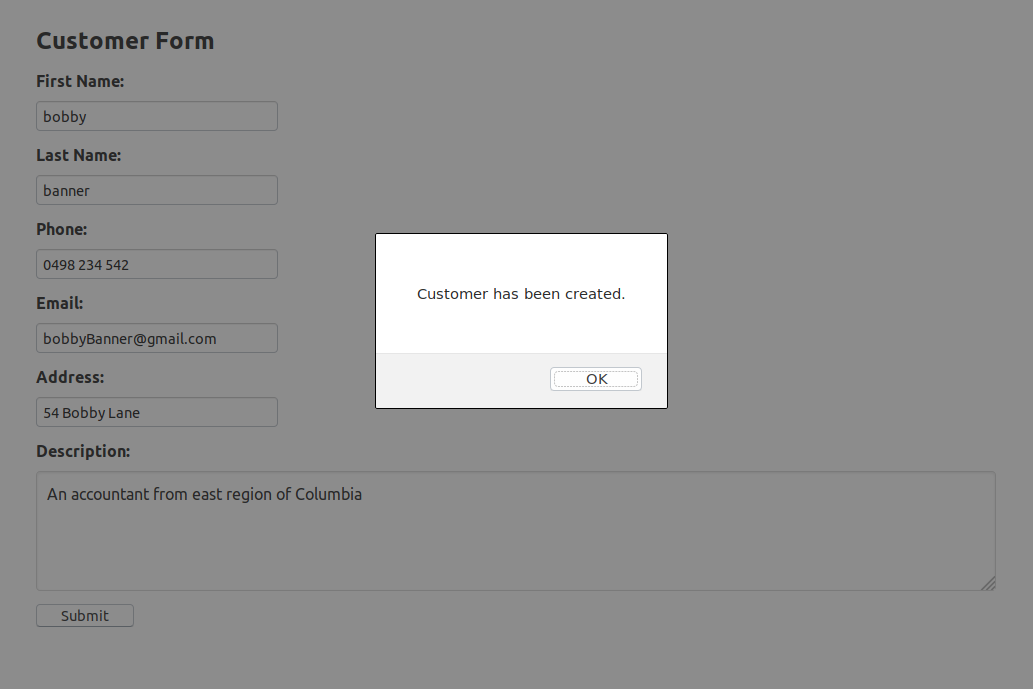 Customer Form
First Name:
bobby
Last Name:
banner
Phone:
0498 234 542
Email:
bobbyBanner@gmail.com
Address:
54 Bobby Lane
Description:
An accountant from east region of Columbia
Submit
Customer has been created.
OK